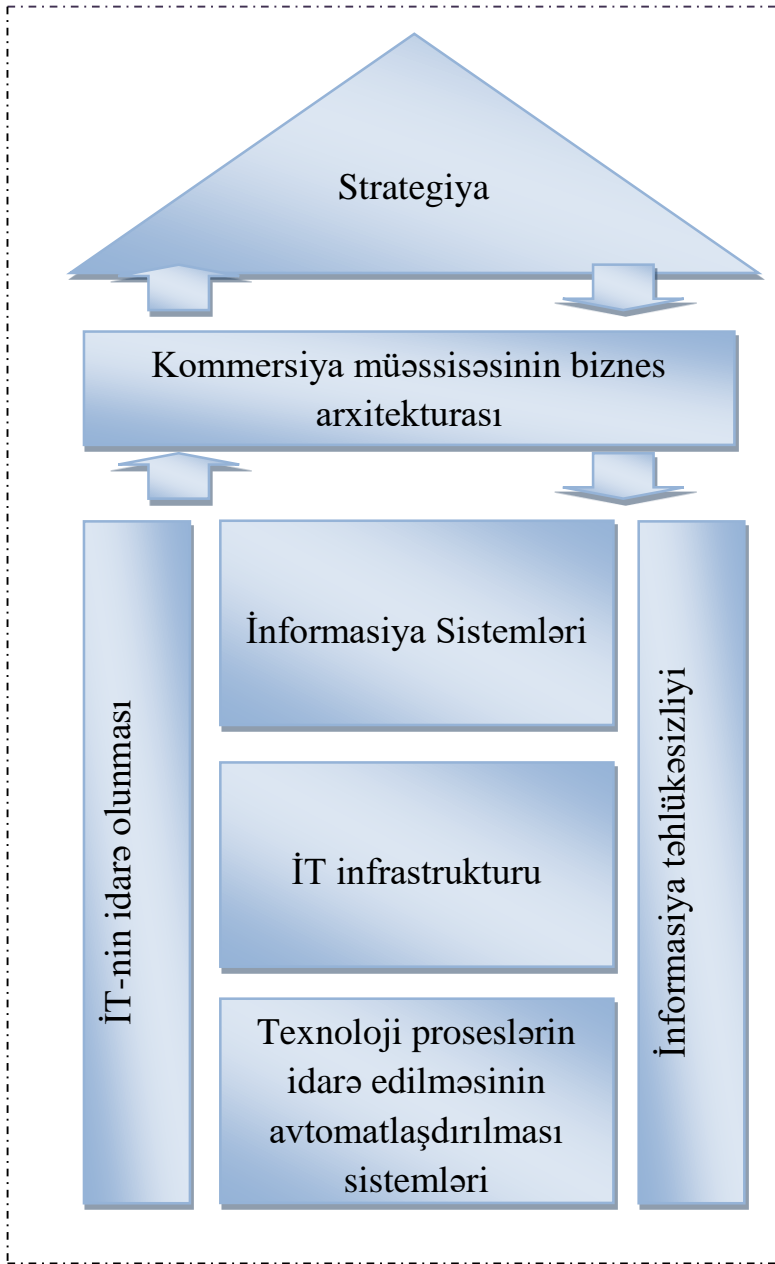 Strategiya
Kommersiya müəssisəsinin biznes
arxitekturası
İT-nin idarə olunması
İnformasiya Sistemləri
İT infrastrukturu
Texnoloji proseslərin
idarə edilməsinin
avtomatlaşdırılması
sistemləri
İnformasiya təhlükəsizliyi